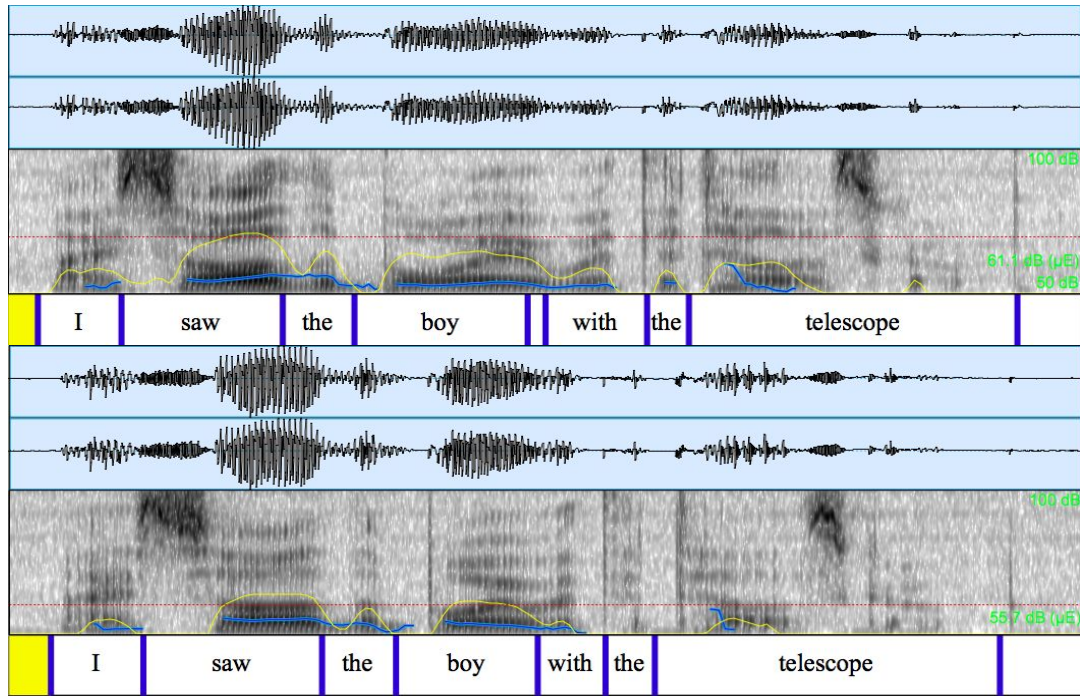 100 dB
61.1 dB (µE)
50 dB
I saw the boy with the telescope
100 dB
55.7 dB (µE)
I saw the boy with the telescope